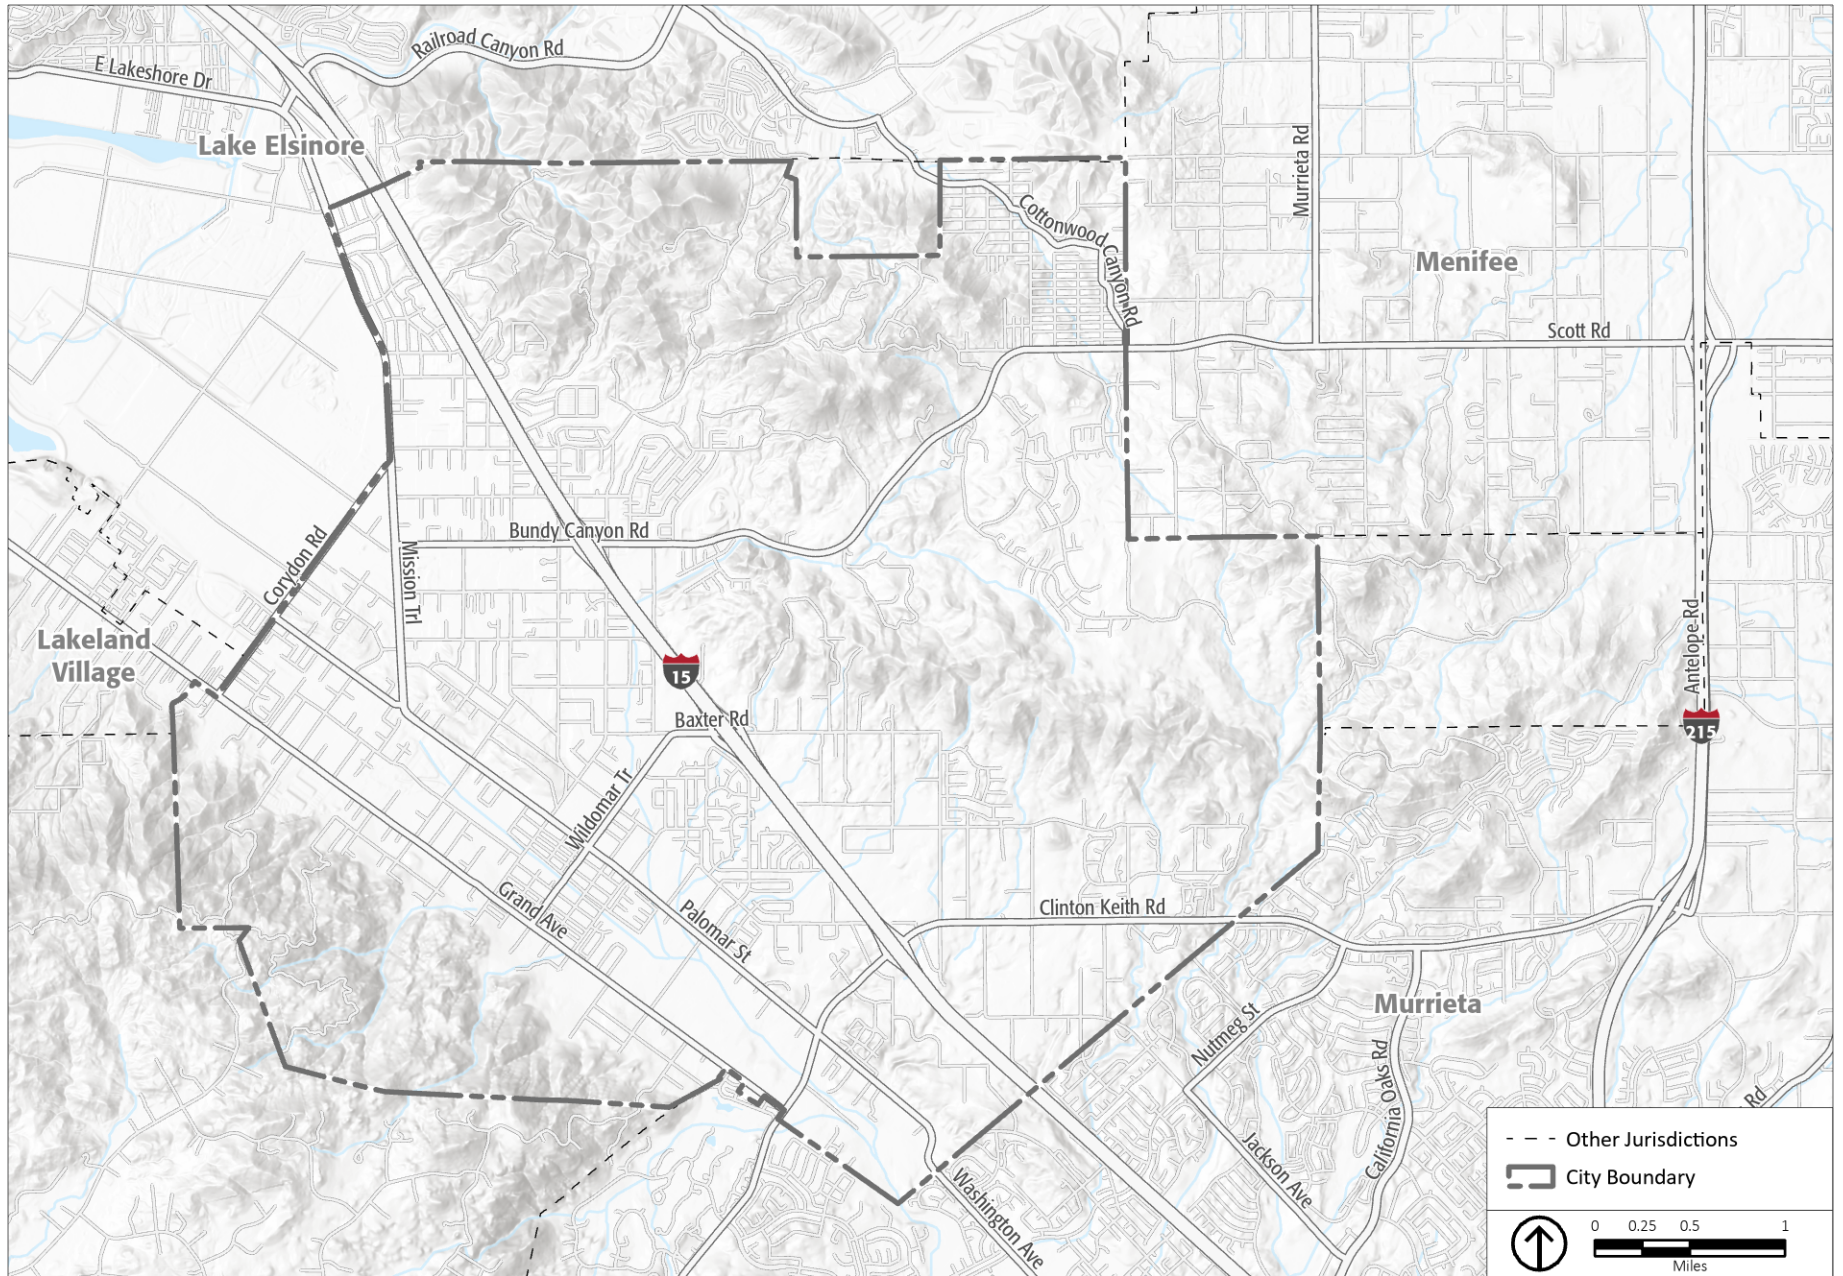 Railroad Canyon Rd
E Lakeshore Dr
Lake Elsinore
Murrieta Rd
Cottonwood Canyon Rd
Menifee
Scott Rd
Bundy Canyon Rd
Corydon Rd
Mission Trl
Lakeland
Village
Antelope Rd
15
Baxter Rd
215
Wildomar Tr
Grand Ave
Palomar St
Clinton Keith Rd
Murrieta
Nutmeg St
California Oaks Rd
Jackson Ave
Washington Ave
Rd
Other Jurisdictions
City Boundary
0 0.25 0.5 1
Miles